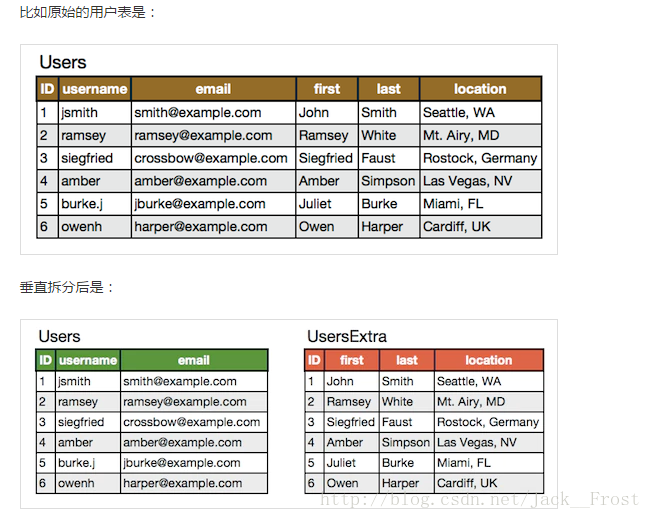 比如原始的用户表是：
Users
ID username email first last location
1 jsmith smith@example.com John Smith Seattle, WA
2 ramsey ramsey@example.com Ramsey White Mt. Airy, MD
3 siegfried crossbow@example.com Siegfried Faust Rostock, Germany
4 amber amber@example.com Amber Simpson Las Vegas, NV
5 burke.j jburke@example.com Juliet Burke Miami, FL
6 owenh harper@example.com Owen Harper Cardiff, UK
垂直拆分后是：
Users
ID username email
1 jsmith smith@example.com
2 ramsey ramsey@example.com
3 siegfried crossbow@example.com
4 amber amber@example.com
5 burke.j jburke@example.com
6 owenh harper@example.com
UsersExtra
ID first last location
1 John Smith Seattle, WA
2 Ramsey White Mt. Airy, MD
3 Siegfried Faust Rostock, Germany
4 Amber Simpson Las Vegas, NV
5 Juliet Burke Miami, FL
6 Owen Harper Cardiff, UK
http://blog.csdn.net/Jack__Frost